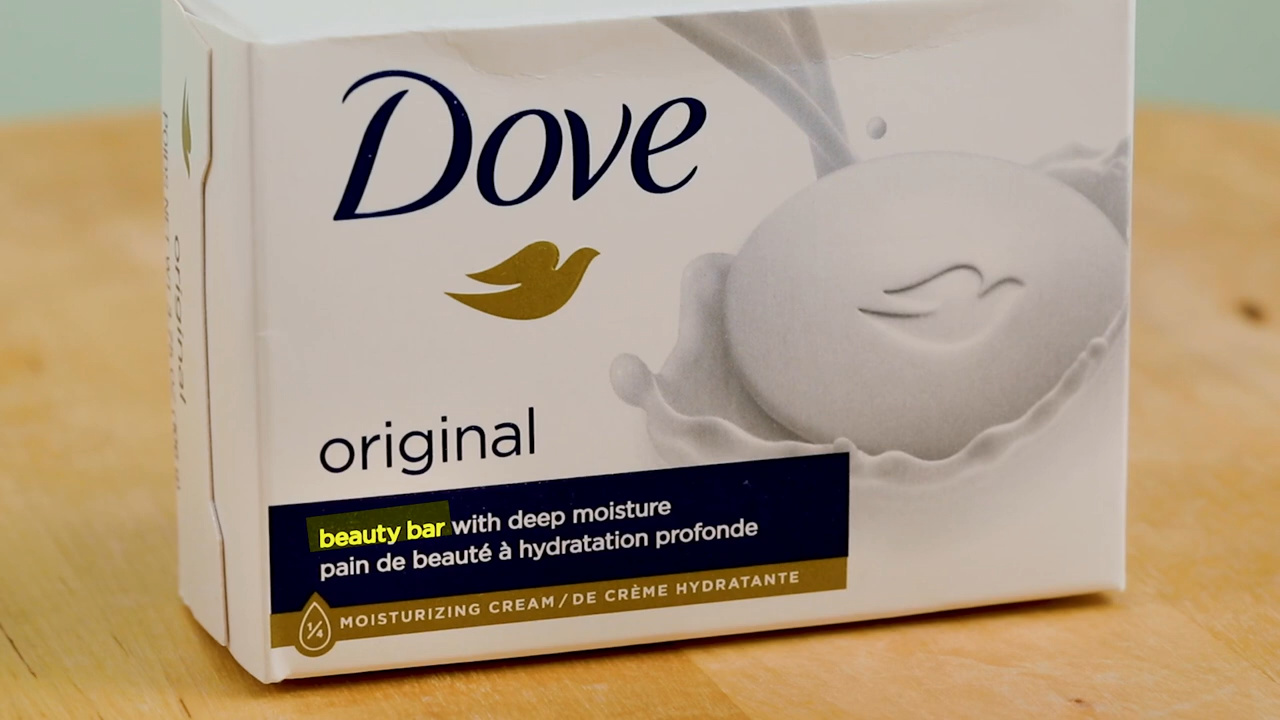 Dove
original
beauty bar with deep moisture
pain de beauté à hydratation profonde
1/4 MOISTURIZING CREAM / DE CRÈME HYDRATANTE
original